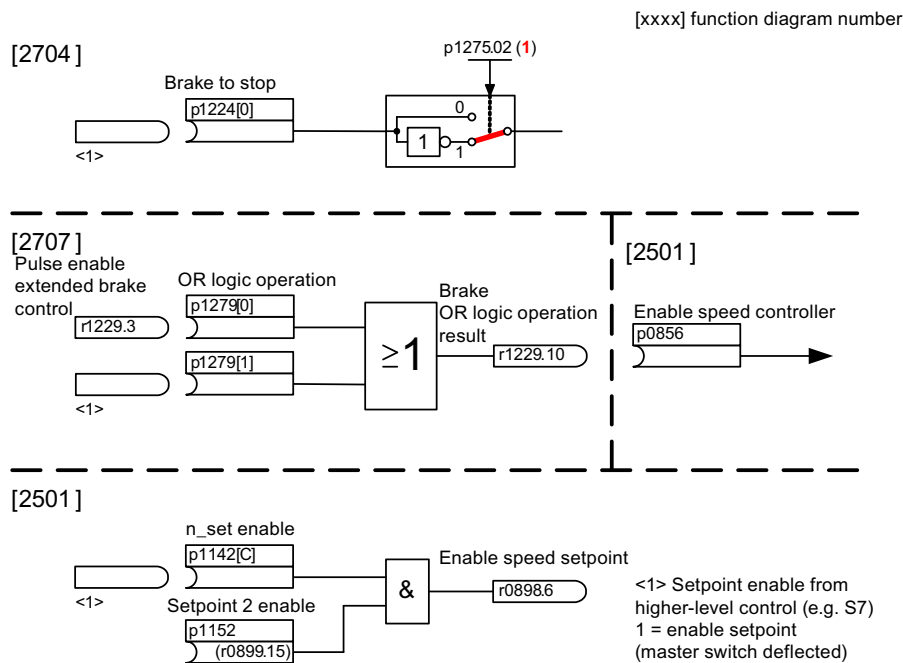 [xxxx] function diagram number
[2704]
p1275.02 (1)
Brake to stop
p1224[0]
0
1
1
<1>
[2707]
Pulse enable
extended brake
control
r1229.3
OR logic operation
p1279[0]
p1279[1]
<1>
≥1
Brake
OR logic operation
result
r1229.10
[2501]
Enable speed controller
p0856
[2501]
n_set enable
p1142[C]
<1>
Setpoint 2 enable
p1152
(r0899.15)
&
Enable speed setpoint
r0898.6
<1> Setpoint enable from
higher-level control (e.g. S7)
1 = enable setpoint
(master switch deflected)